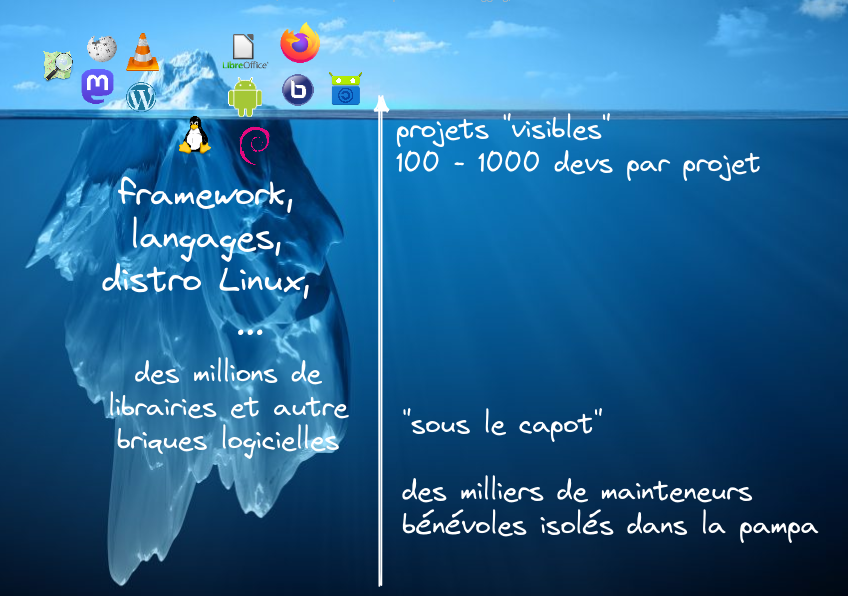 LibreOffice
projets "visibles"
100 - 1000 devs par projet
framework,
langages,
distro Linux,
...
des millions de
librairies et autre
briques logicielles
"sous le capot"
des milliers de mainteneurs
bénévoles isolés dans la pampa